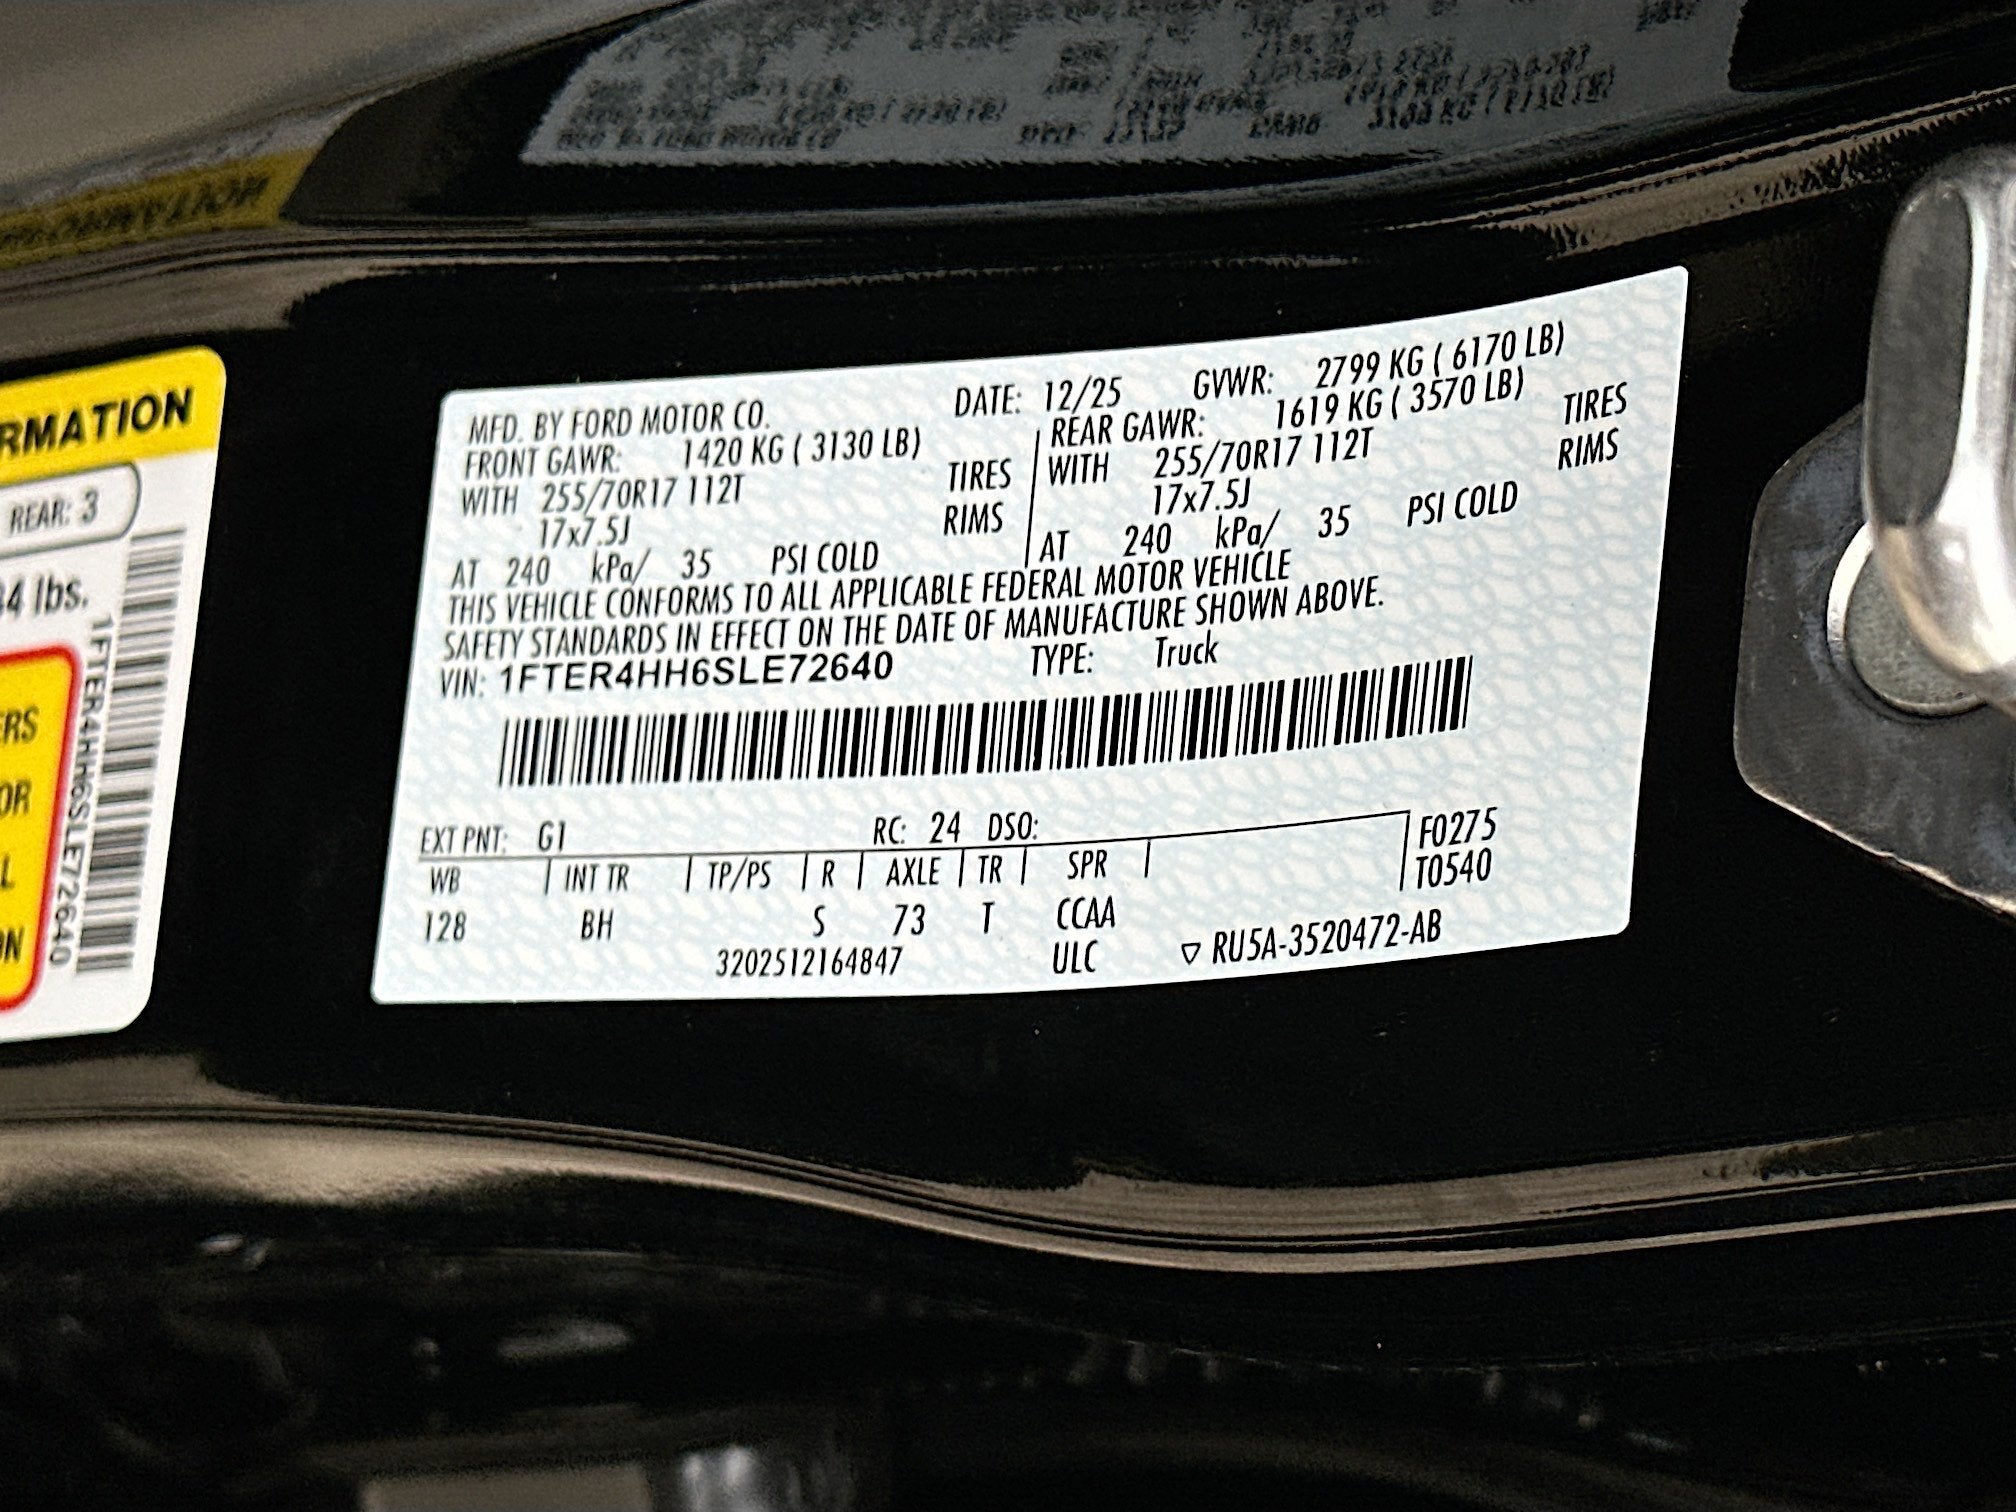 RMATION
REAR: 3
4 lbs.
ERS
OR
L
ON
1FTER4HH6SLE72640
MFD. BY FORD MOTOR CO. DATE: 12/25 GVWR: 2799 KG ( 6170 LB)
FRONT GAWR: 1420 KG ( 3130 LB) REAR GAWR: 1619 KG ( 3570 LB)
WITH 255/70R17 112T TIRES WITH 255/70R17 112T TIRES
17x7.5J RIMS 17x7.5J RIMS
AT 240 kPa/ 35 PSI COLD AT 240 kPa/ 35 PSI COLD
THIS VEHICLE CONFORMS TO ALL APPLICABLE FEDERAL MOTOR VEHICLE
SAFETY STANDARDS IN EFFECT ON THE DATE OF MANUFACTURE SHOWN ABOVE.
VIN: 1FTER4HH6SLE72640 TYPE: Truck
EXT PNT: G1 RC: 24 DSO: F0275
WB | INT TR | TP/PS | R | AXLE | TR | SPR | T0540
128 BH S 73 T CCAA
3202512164847 ULC ▽ RU5A-3520472-AB